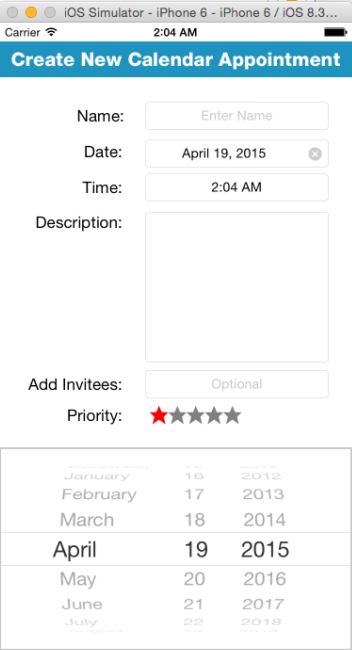 iOS Simulator - iPhone 6 - iPhone 6 / iOS 8.3...
Carrier 2:04 AM
Create New Calendar Appointment
Name: Enter Name
Date: April 19, 2015
Time: 2:04 AM
Description:
Add Invitees: Optional
Priority:
January 16 2012
February 17 2013
March 18 2014
April 19 2015
May 20 2016
June 21 2017
July 22 2018